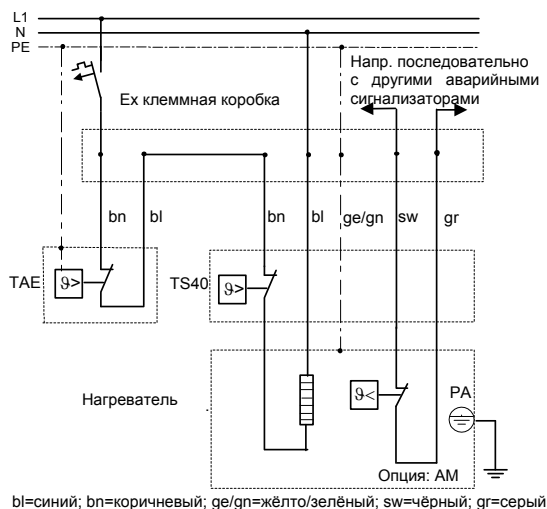 L1
N
PE
Напр. последовательно
с другими аварийными
сигнализаторами
Ex клеммная коробка
bn
bl
bn
bl
ge/gn
sw
gr
TAE
ϑ>
TS40
ϑ>
Нагреватель
ϑ<
PA
Опция: AM
bl=синий; bn=коричневый; ge/gn=жёлто/зелёный; sw=чёрный; gr=серый